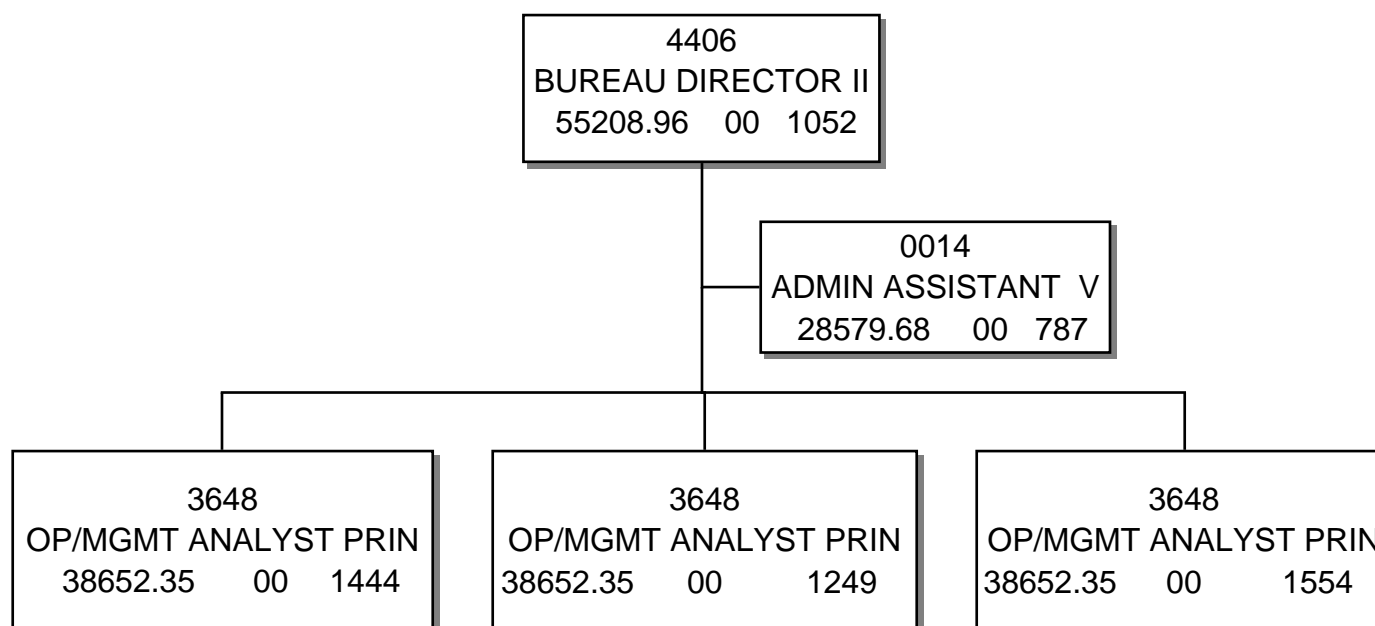 4406
BUREAU DIRECTOR II
55208.96 00 1052
0014
ADMIN ASSISTANT V
28579.68 00 787
3648
OP/MGMT ANALYST PRIN
38652.35 00 1444
3648
OP/MGMT ANALYST PRIN
38652.35 00 1249
3648
OP/MGMT ANALYST PRIN
38652.35 00 1554